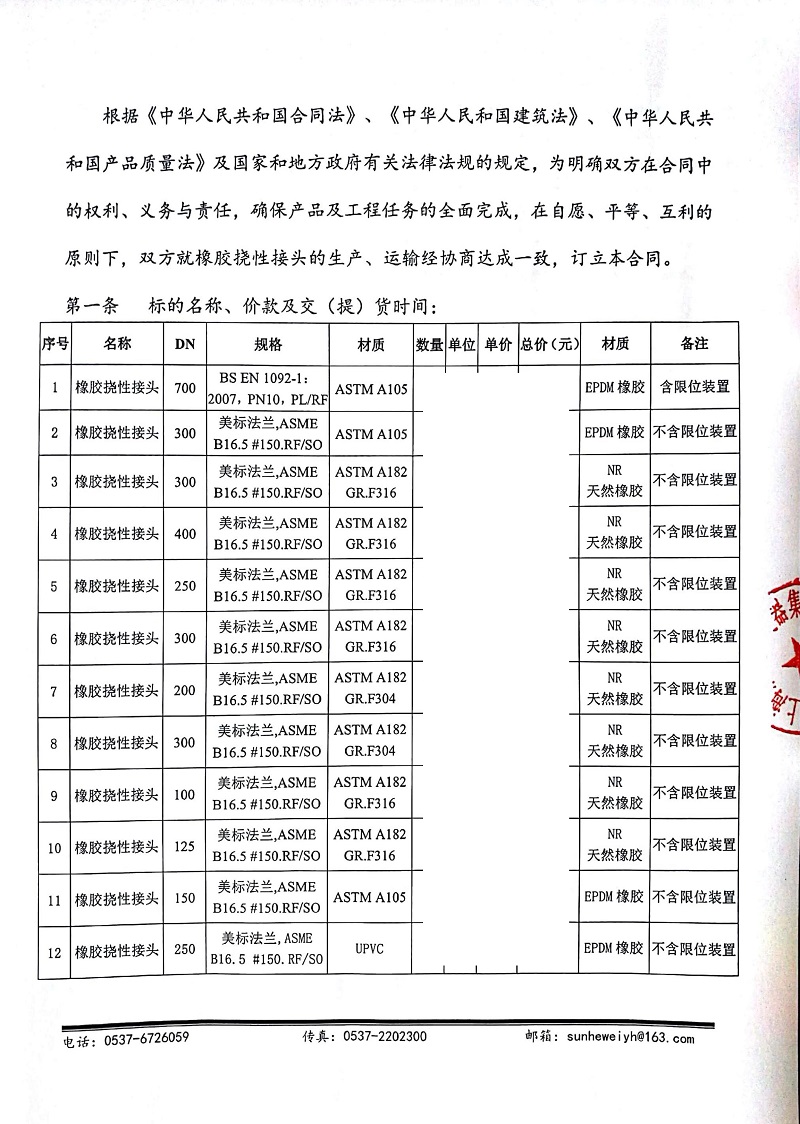 根据《中华人民共和国合同法》、《中华人民和国建筑法》、《中华人民共
和国产品质量法》及国家和地方政府有关法律法规的规定，为明确双方在合同中
的权利、义务与责任，确保产品及工程任务的全面完成，在自愿、平等、互利的
原则下，双方就橡胶挠性接头的生产、运输经协商达成一致，订立本合同。
第一条 标的名称、价款及交（提）货时间：
序号 名称 DN 规格 材质 数量 单位 单价 总价（元） 材质 备注
1 橡胶挠性接头 700 BS EN 1092-1：
2007，PN10，PL/RF ASTM A105 EPDM 橡胶 含限位装置
2 橡胶挠性接头 300 美标法兰,ASME
B16.5 #150.RF/SO ASTM A105 EPDM 橡胶 不含限位装置
3 橡胶挠性接头 300 美标法兰,ASME
B16.5 #150.RF/SO ASTM A182
GR.F316 NR
天然橡胶 不含限位装置
4 橡胶挠性接头 400 美标法兰,ASME
B16.5 #150.RF/SO ASTM A182
GR.F316 NR
天然橡胶 不含限位装置
5 橡胶挠性接头 250 美标法兰,ASME
B16.5 #150.RF/SO ASTM A182
GR.F316 NR
天然橡胶 不含限位装置
6 橡胶挠性接头 300 美标法兰,ASME
B16.5 #150.RF/SO ASTM A182
GR.F316 NR
天然橡胶 不含限位装置
7 橡胶挠性接头 200 美标法兰,ASME
B16.5 #150.RF/SO ASTM A182
GR.F304 NR
天然橡胶 不含限位装置
8 橡胶挠性接头 300 美标法兰,ASME
B16.5 #150.RF/SO ASTM A182
GR.F304 NR
天然橡胶 不含限位装置
9 橡胶挠性接头 100 美标法兰,ASME
B16.5 #150.RF/SO ASTM A182
GR.F316 NR
天然橡胶 不含限位装置
10 橡胶挠性接头 125 美标法兰,ASME
B16.5 #150.RF/SO ASTM A182
GR.F316 NR
天然橡胶 不含限位装置
11 橡胶挠性接头 150 美标法兰,ASME
B16.5 #150.RF/SO ASTM A105 EPDM 橡胶 不含限位装置
12 橡胶挠性接头 250 美标法兰,ASME
B16.5 #150.RF/SO UPVC EPDM 橡胶 不含限位装置
器集
上海
电话：0537-6726059 传真：0537-2202300 邮箱：sunheweiyh@163.com